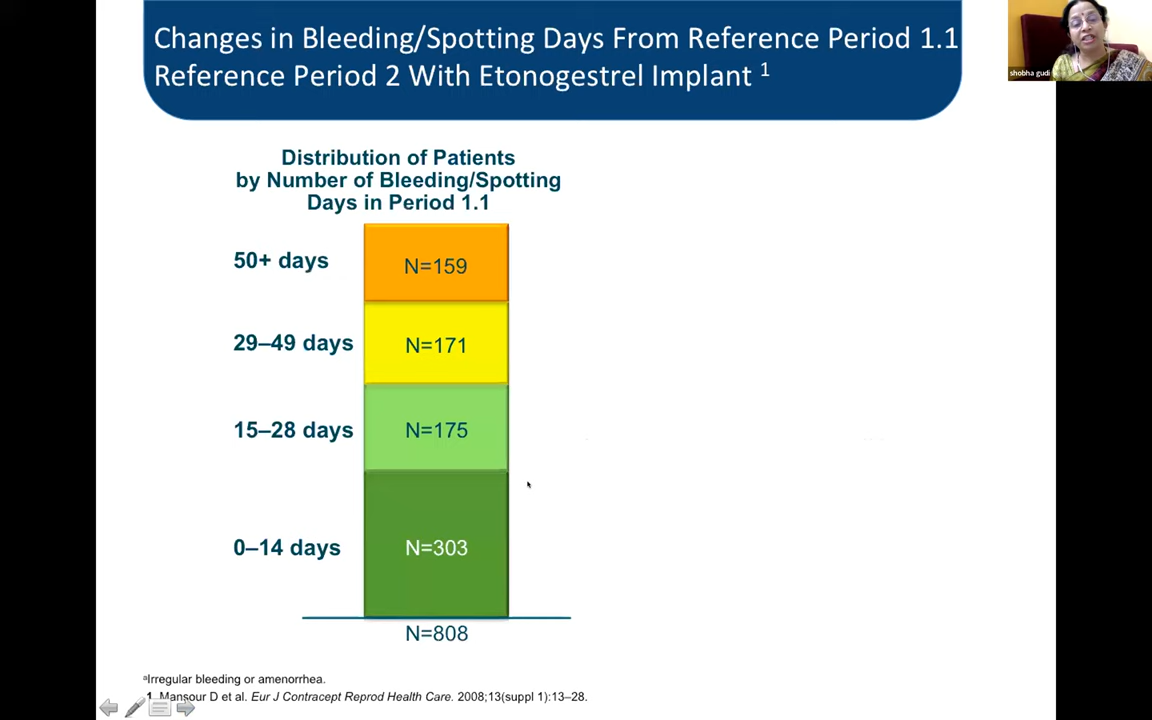 Changes in Bleeding/Spotting Days From Reference Period 1.1
Reference Period 2 With Etonogestrel Implant 1
shobha gudi
Distribution of Patients
by Number of Bleeding/Spotting
Days in Period 1.1
50+ days
N=159
29–49 days
N=171
15–28 days
N=175
0–14 days
N=303
N=808
aIrregular bleeding or amenorrhea.
1. Mansour D et al. Eur J Contracept Reprod Health Care. 2008;13(suppl 1):13–28.